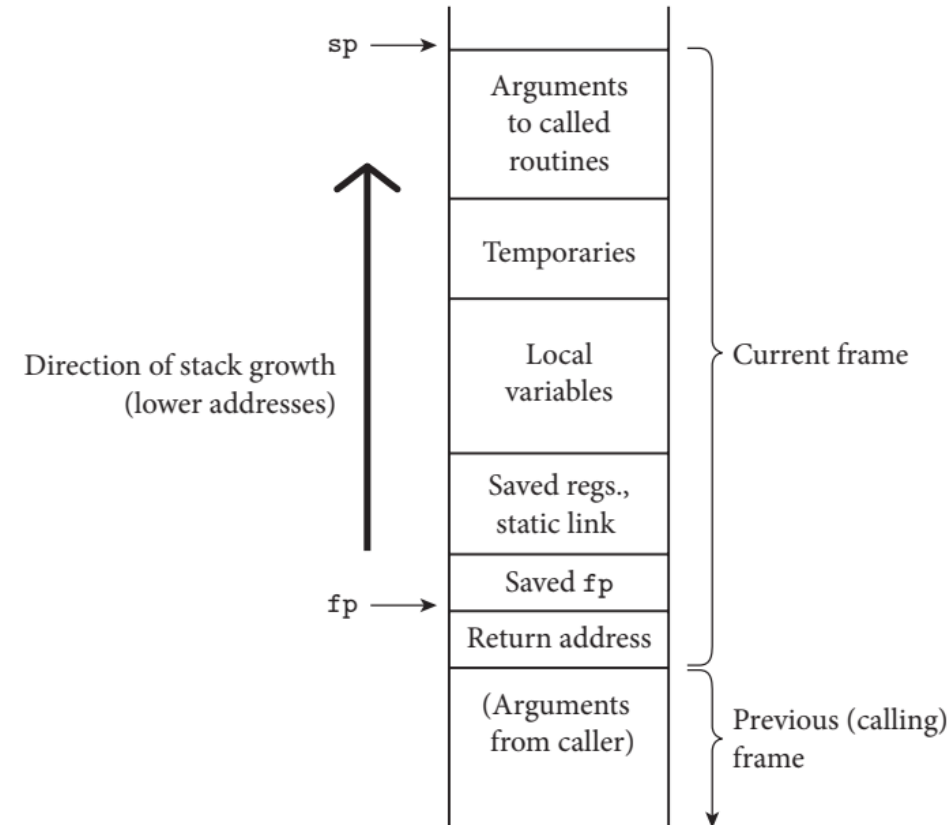 sp
Arguments
to called
routines
Temporaries
Direction of stack growth
(lower addresses)
Local
variables
Current frame
Saved regs.,
static link
Saved fp
fp
Return address
(Arguments
from caller)
Previous (calling)
frame